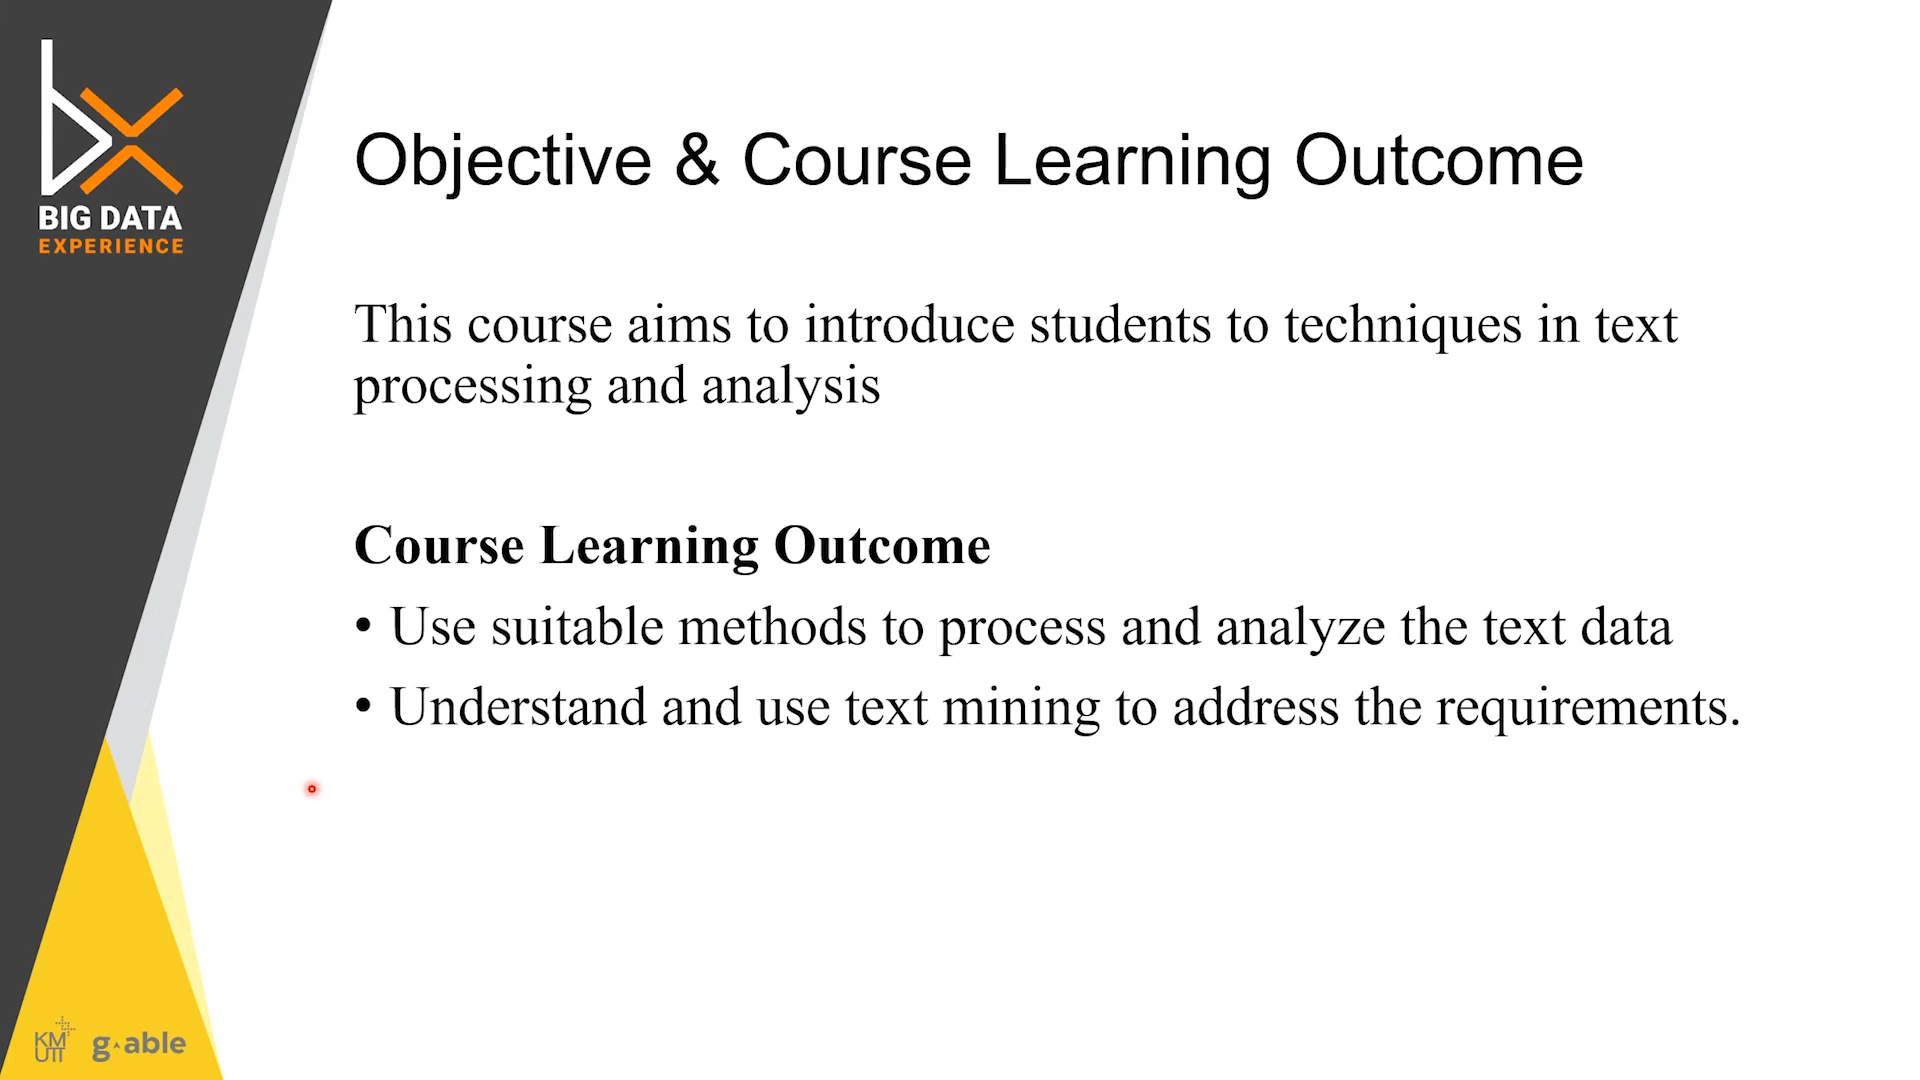 BIG DATA
EXPERIENCE
Objective & Course Learning Outcome
This course aims to introduce students to techniques in text
processing and analysis
Course Learning Outcome
• Use suitable methods to process and analyze the text data
• Understand and use text mining to address the requirements.
KM
UTT
g-able